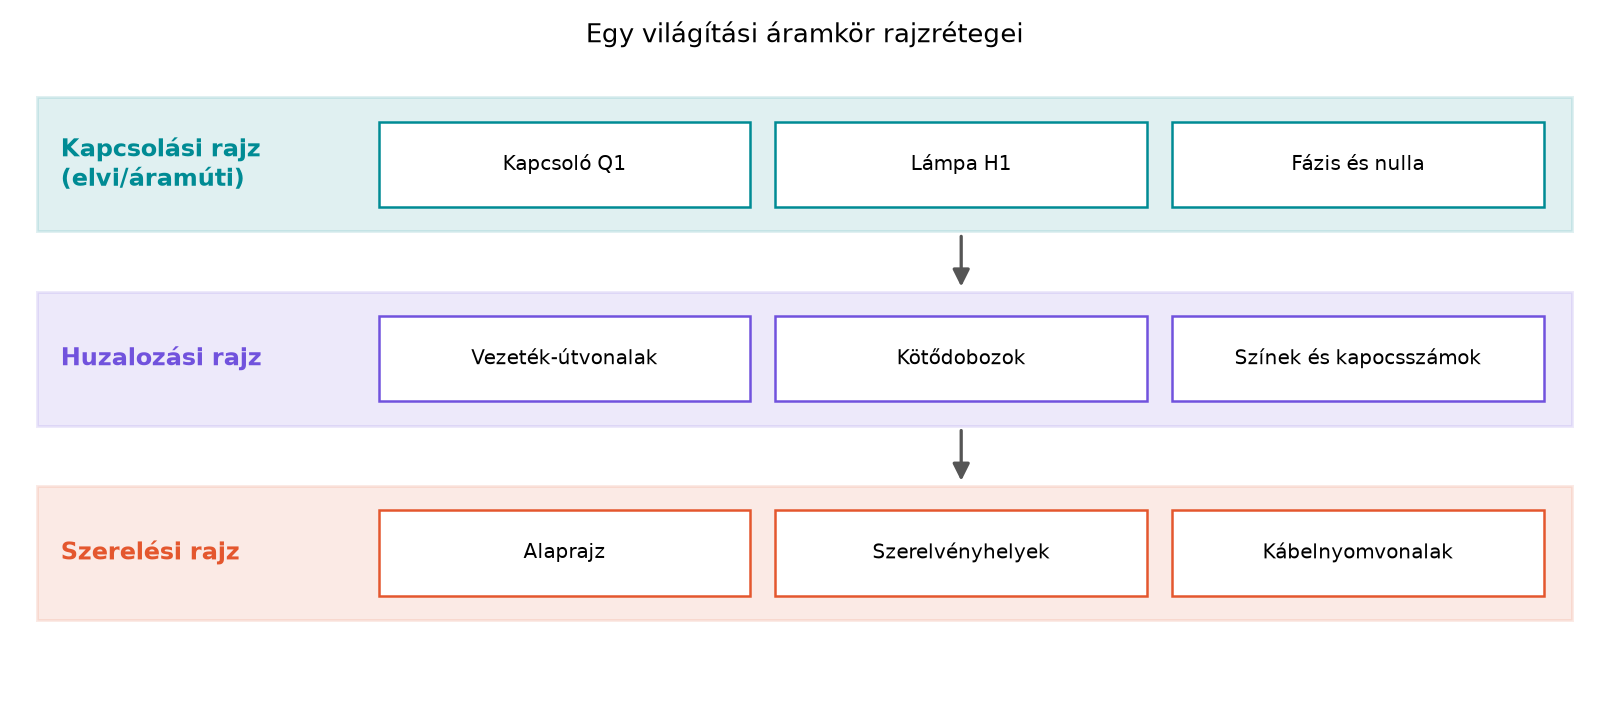 Egy világítási áramkör rajzrétegei
Kapcsolási rajz
(elvi/áramúti)
Kapcsoló Q1
Lámpa H1
Fázis és nulla
Huzalozási rajz
Vezeték-útvonalak
Kötődobozok
Színek és kapocsszámok
Szerelési rajz
Alaprajz
Szerelvényhelyek
Kábelnyomvonalak